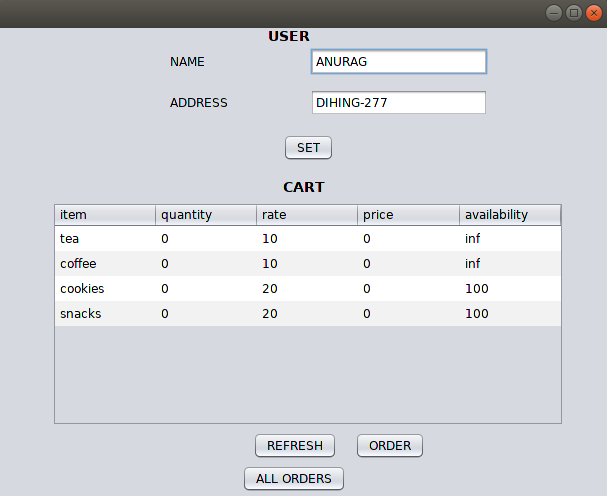 USER
NAME ANURAG
ADDRESS DIHING-277
SET
CART
item quantity rate price availability
tea 0 10 0 inf
coffee 0 10 0 inf
cookies 0 20 0 100
snacks 0 20 0 100
REFRESH ORDER
ALL ORDERS